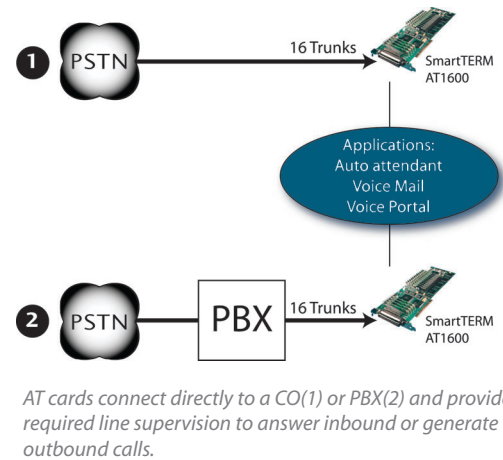 1
PSTN
16 Trunks
SmartTERM
AT1600
Applications:
Auto attendant
Voice Mail
Voice Portal
2
PSTN
PBX
16 Trunks
SmartTERM
AT1600
AT cards connect directly to a CO(1) or PBX(2) and provide
required line supervision to answer inbound or generate
outbound calls.